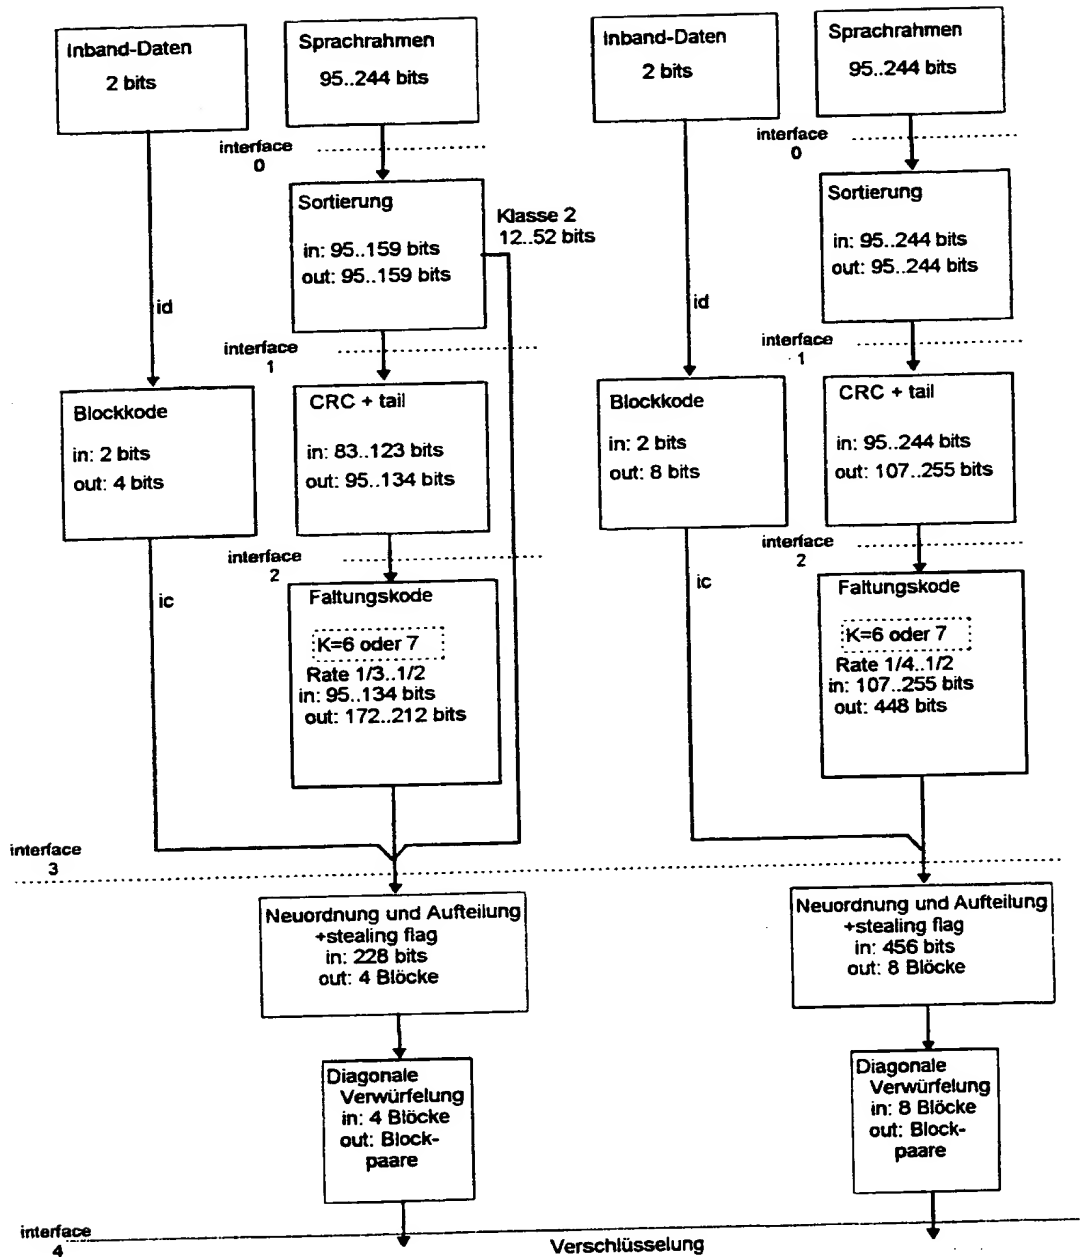 Inband-Daten
2 bits
Sprachrahmen
95..244 bits
interface
0
Sortierung
in: 95..159 bits
out: 95..159 bits
Klasse 2
12..52 bits
id
interface
1
Blockkode
in: 2 bits
out: 4 bits
CRC + tail
in: 83..123 bits
out: 95..134 bits
interface
2
ic
Faltungskode
K=6 oder 7
Rate 1/3..1/2
in: 95..134 bits
out: 172..212 bits
interface
3
Neuordnung und Aufteilung
+stealing flag
in: 228 bits
out: 4 Blöcke
Diagonale
Verwürfelung
in: 4 Blöcke
out: Block-
paare
Inband-Daten
2 bits
Sprachrahmen
95..244 bits
interface
0
Sortierung
in: 95..244 bits
out: 95..244 bits
id
interface
1
Blockkode
in: 2 bits
out: 8 bits
CRC + tail
in: 95..244 bits
out: 107..255 bits
interface
2
ic
Faltungskode
K=6 oder 7
Rate 1/4..1/2
in: 107..255 bits
out: 448 bits
Neuordnung und Aufteilung
+stealing flag
in: 456 bits
out: 8 Blöcke
Diagonale
Verwürfelung
in: 8 Blöcke
out: Block-
paare
interface
4
Verschlüsselung